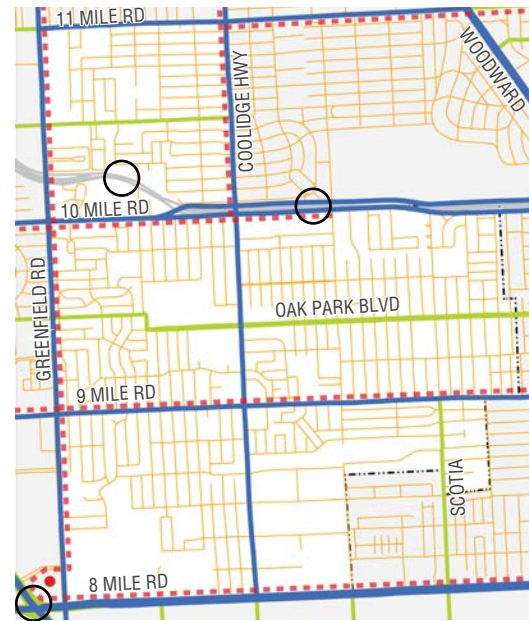 11 MILE RD
COOLIDGE HWY
WOODWARD
10 MILE RD
GREENFIELD RD
OAK PARK BLVD
9 MILE RD
SCOTIA
8 MILE RD